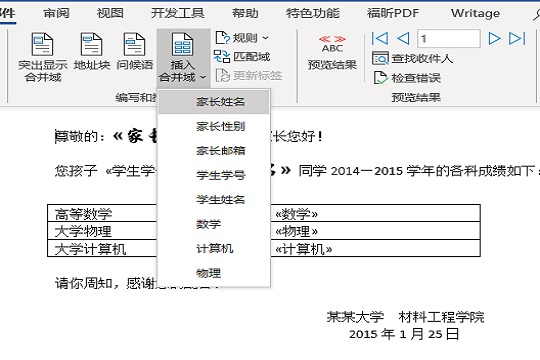 审阅 视图 开发工具 帮助 特色功能 福昕PDF Writage
突出显示
合并域
地址块
问候语
插入
合并域
规则
匹配域
更新标签
ABC
预览结果
1
查找收件人
检查错误
编写和
预览结果
家长姓名
家长性别
家长邮箱
学生学号
学生姓名
数学
计算机
物理
尊敬的：«家长 长您好!
您孩子 «学生学 » 同学 2014—2015 学年的各科成绩如下
高等数学 «数学»
大学物理 «物理»
大学计算机 «计算机»
请你周知，感谢
某某大学 材料工程学院
2015 年 1 月 25 日